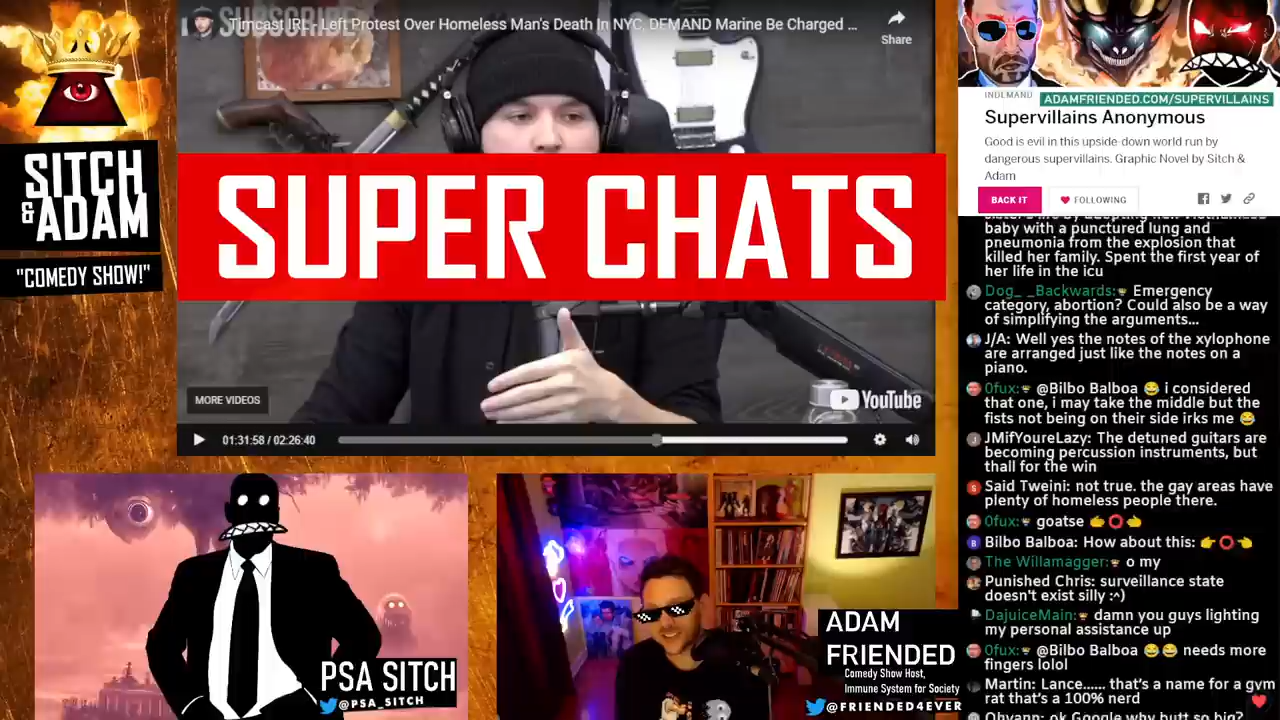 SUBSCRIBE
Timcast IRL - Left Protest Over Homeless Man's Death In NYC, DEMAND Marine Be Charged ...
Share
SITCH
& ADAM
"COMEDY SHOW!"
SUPER CHATS
MORE VIDEOS
YouTube
01:31:58 / 02:26:40
PSA SITCH
@PSA_SITCH
ADAM
FRIENDED
Comedy Show Host,
Immune System for Society
@FRIENDED4EVER
INDEMAND
ADAMFRIENDED.COM/SUPERVILLAINS
Supervillains Anonymous
Good is evil in this upside-down world run by
dangerous supervillains. Graphic Novel by Sitch &
Adam
BACK IT
FOLLOWING
baby with a punctured lung and
pneumonia from the explosion that
killed her family. Spent the first year of
her life in the icu
Dog_ _Backwards: Emergency
category, abortion? Could also be a way
of simplifying the arguments...
J/A: Well yes the notes of the xylophone
are arranged just like the notes on a
piano.
0fux: @Bilbo Balboa 😂 i considered
that one, i may take the middle but the
fists not being on their side irks me 😂
JMifYoureLazy: The detuned guitars are
becoming percussion instruments, but
thall for the win
Said Tweini: not true. the gay areas have
plenty of homeless people there.
0fux: goatse 👉⭕👈
Bilbo Balboa: How about this: 👉⭕👈
The Willamagger: o my
Punished Chris: surveillance state
doesn't exist silly :^)
DajuiceMain: damn you guys lighting
my personal assistance up
0fux: @Bilbo Balboa 😂😂 needs more
fingers lolol
Martin: Lance...... that's a name for a gym
rat that's a 100% nerd
Ohyann: ok Google why butt so big?